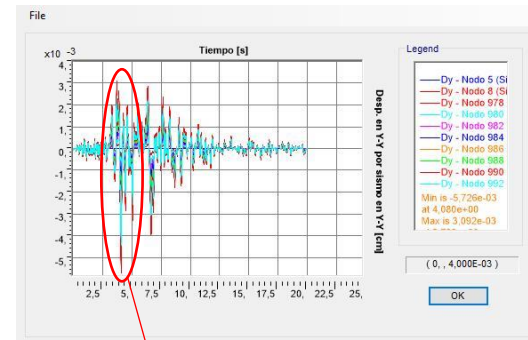 File
x10 -3
Tiempo [s]
4,
3,
2,
1,
0,
-1,
-2,
-3,
-4,
-5,
2,5
5,
7,5
10,
12,5
15,
17,5
20,
22,5
25,
Desp. en Y-Y por sismo en Y-Y [cm]
Legend
Dy - Nodo 5 (Si
Dy - Nodo 8 (Si
Dy - Nodo 978
Dy - Nodo 980
Dy - Nodo 982
Dy - Nodo 984
Dy - Nodo 986
Dy - Nodo 988
Dy - Nodo 990
Dy - Nodo 992
Min is -5,726e-03
at 4,080e+00
Max is 3,092e-03
( 0, , 4,000E-03 )
OK